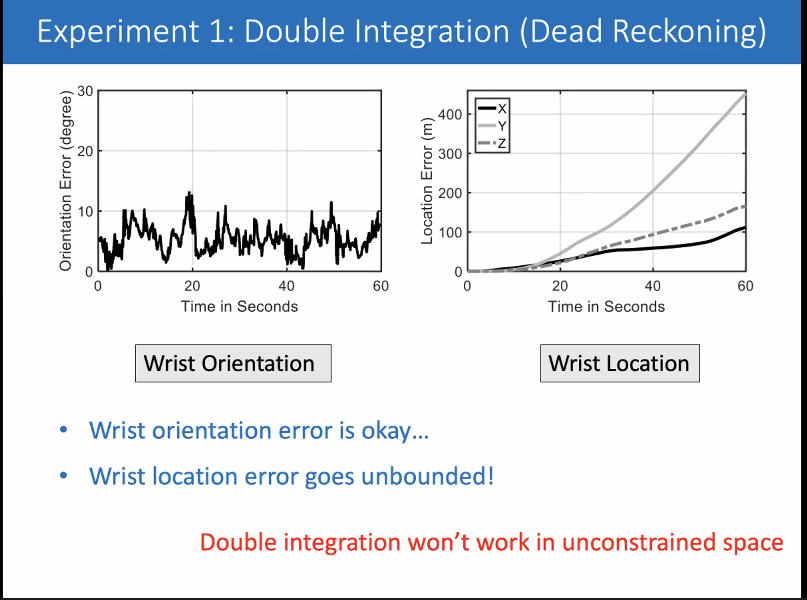 Experiment 1: Double Integration (Dead Reckoning)
Orientation Error (degree)
30
20
10
0
0 20 40 60
Time in Seconds
Location Error (m)
400
300
200
100
0
X
Y
Z
0 20 40 60
Time in Seconds
Wrist Orientation
Wrist Location
• Wrist orientation error is okay…
• Wrist location error goes unbounded!
Double integration won’t work in unconstrained space